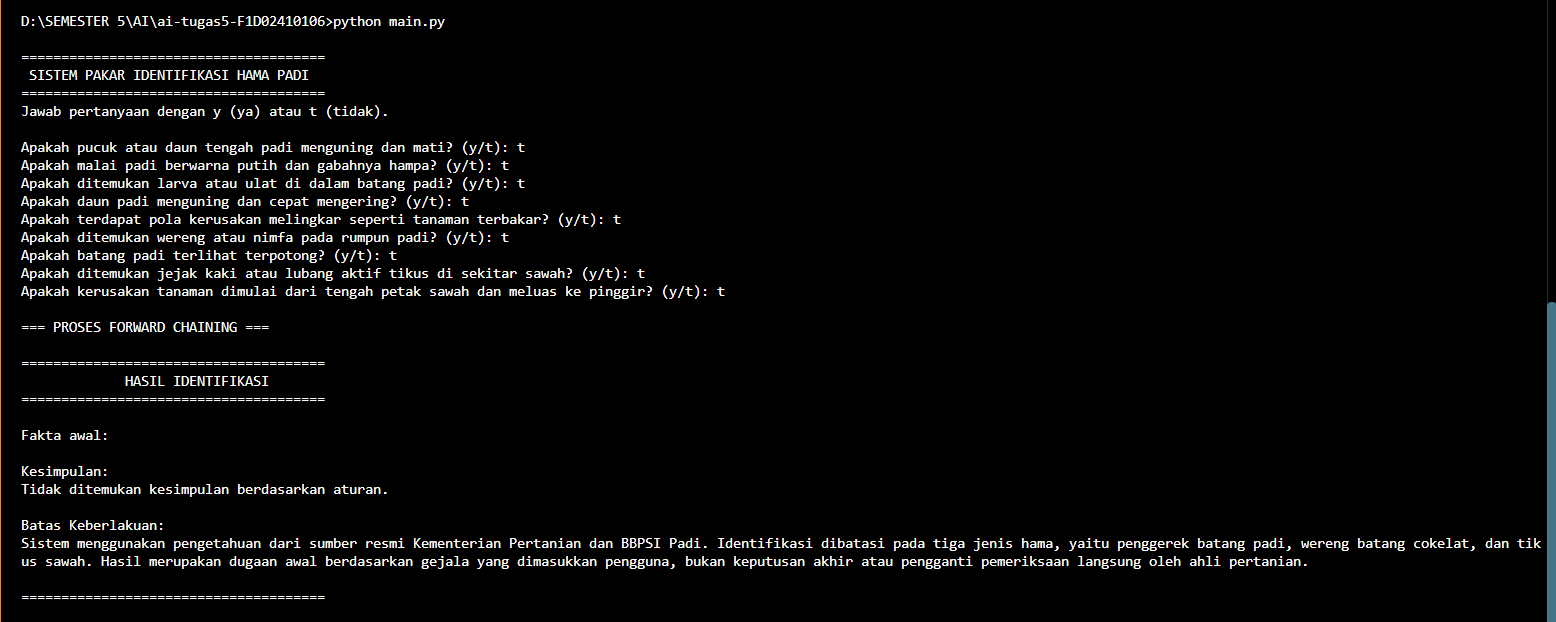 D:\SEMESTER 5\AI\ai-tugas5-F1D02410106>python main.py
======================================
SISTEM PAKAR IDENTIFIKASI HAMA PADI
======================================
Jawab pertanyaan dengan y (ya) atau t (tidak).
Apakah pucuk atau daun tengah padi menguning dan mati? (y/t): t
Apakah malai padi berwarna putih dan gabahnya hampa? (y/t): t
Apakah ditemukan larva atau ulat di dalam batang padi? (y/t): t
Apakah daun padi menguning dan cepat mengering? (y/t): t
Apakah terdapat pola kerusakan melingkar seperti tanaman terbakar? (y/t): t
Apakah ditemukan wereng atau nimfa pada rumpun padi? (y/t): t
Apakah batang padi terlihat terpotong? (y/t): t
Apakah ditemukan jejak kaki atau lubang aktif tikus di sekitar sawah? (y/t): t
Apakah kerusakan tanaman dimulai dari tengah petak sawah dan meluas ke pinggir? (y/t): t
=== PROSES FORWARD CHAINING ===
======================================
HASIL IDENTIFIKASI
======================================
Fakta awal:
Kesimpulan:
Tidak ditemukan kesimpulan berdasarkan aturan.
Batas Keberlakuan:
Sistem menggunakan pengetahuan dari sumber resmi Kementerian Pertanian dan BBPSI Padi. Identifikasi dibatasi pada tiga jenis hama, yaitu penggerek batang padi, wereng batang cokelat, dan tik
us sawah. Hasil merupakan dugaan awal berdasarkan gejala yang dimasukkan pengguna, bukan keputusan akhir atau pengganti pemeriksaan langsung oleh ahli pertanian.
======================================